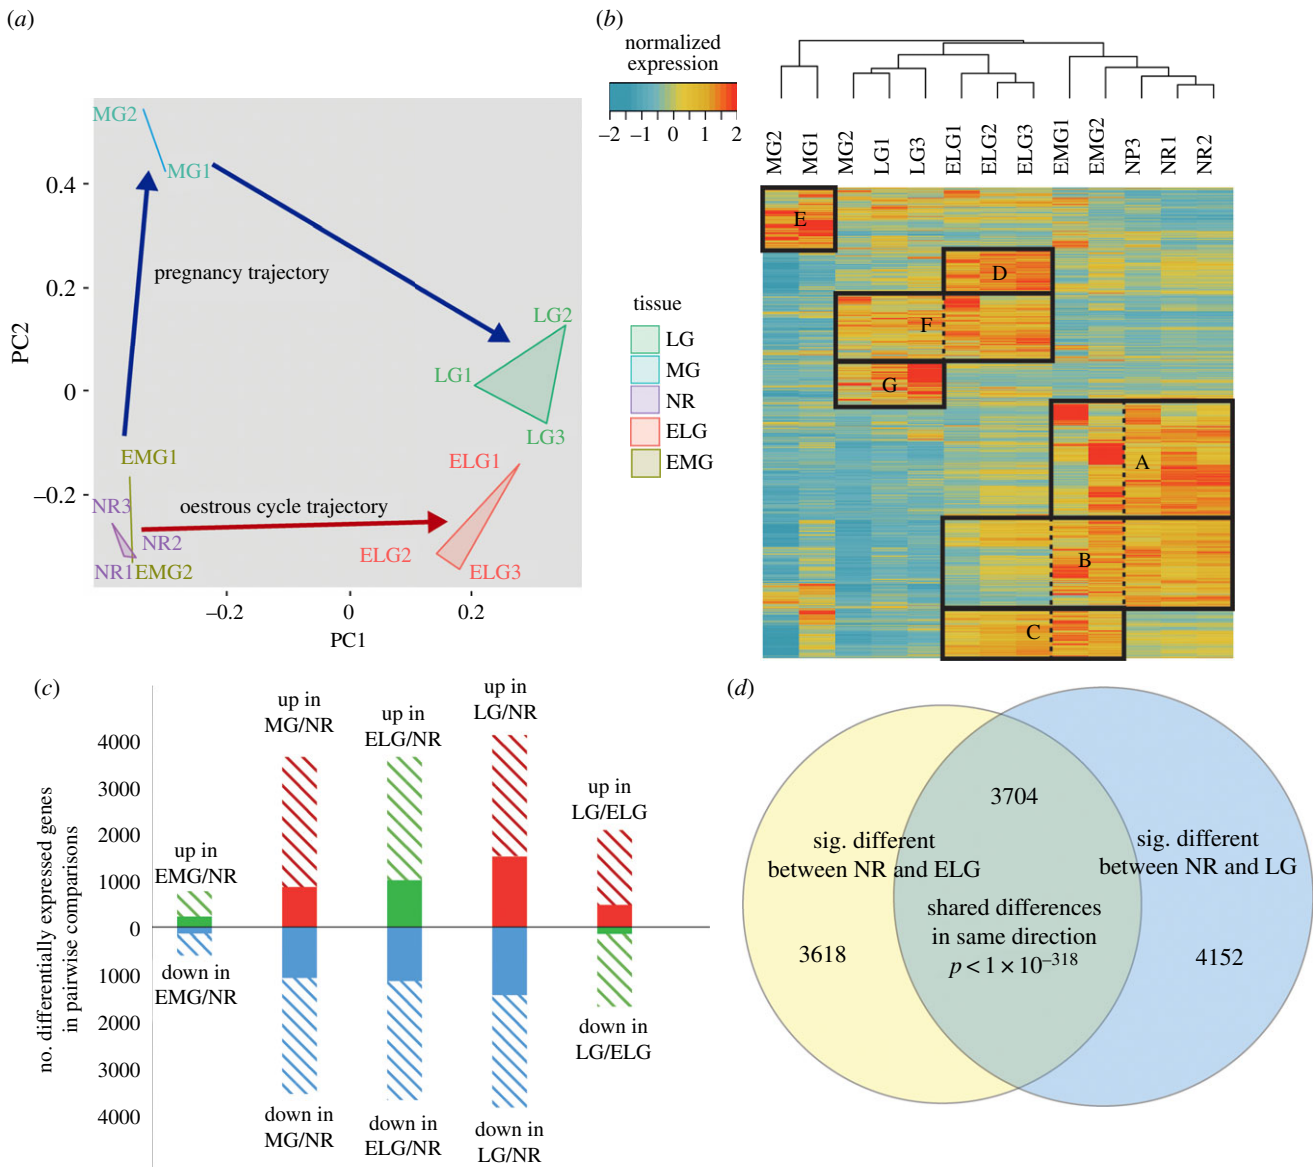 (a)
MG2
MG1
0.4
0.2
0
−0.2
PC2
pregnancy trajectory
LG2
LG1
LG3
EMG1
NR3
NR2
NR1
EMG2
oestrous cycle trajectory
ELG1
ELG2
ELG3
−0.2
0
0.2
PC1
tissue
LG
MG
NR
ELG
EMG
(b)
normalized
expression
−2 −1 0 1 2
MG2
MG1
MG2
LG1
LG3
ELG1
ELG2
ELG3
EMG1
EMG2
NP3
NR1
NR2
E
D
F
G
A
B
C
(c)
no. differentially expressed genes
in pairwise comparisons
4000
3000
2000
1000
0
1000
2000
3000
4000
up in
EMG/NR
down in
EMG/NR
up in
MG/NR
down in
MG/NR
up in
ELG/NR
down in
ELG/NR
up in
LG/NR
down in
LG/NR
up in
LG/ELG
down in
LG/ELG
(d)
3704
sig. different
between NR and ELG
3618
shared differences
in same direction
p < 1 × 10−318
sig. different
between NR and LG
4152